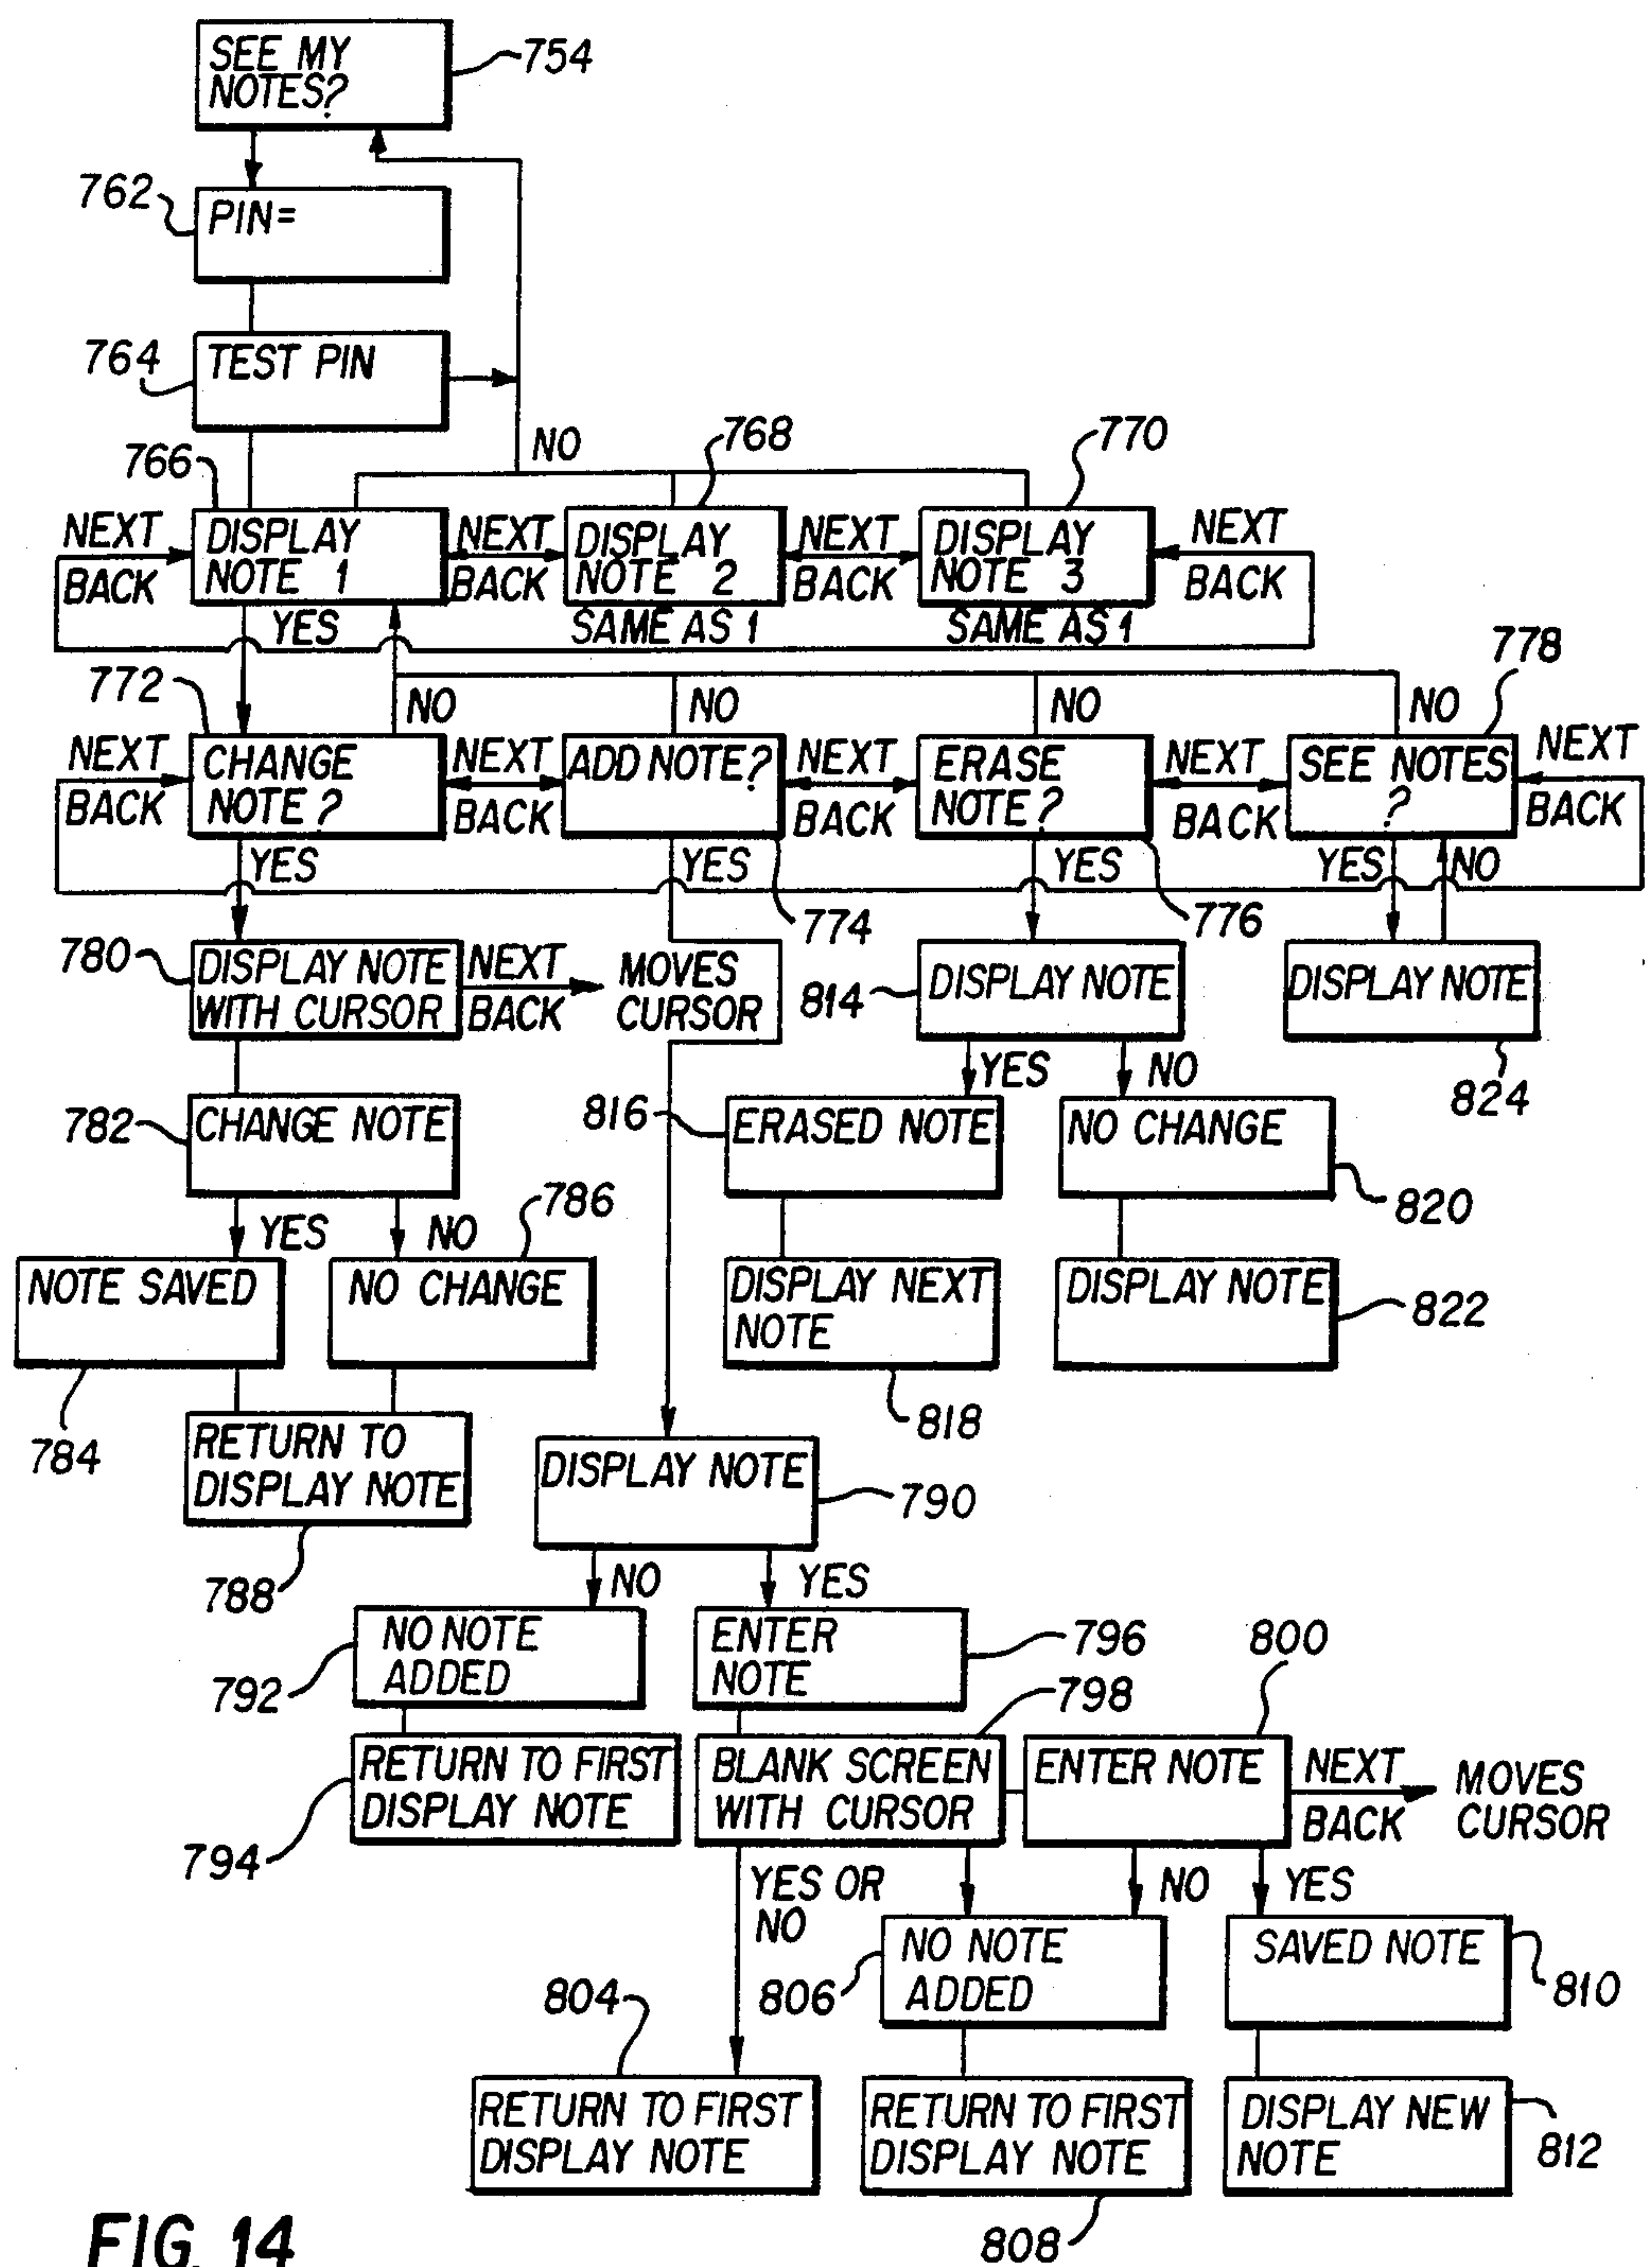 SEE MY
NOTES?
754
762
PIN=
764
TEST PIN
NO
766
768
770
NEXT
BACK
DISPLAY
NOTE 1
NEXT
BACK
DISPLAY
NOTE 2
NEXT
BACK
DISPLAY
NOTE 3
NEXT
BACK
YES
SAME AS 1
SAME AS 1
772
NO
NO
NO
NO
778
NEXT
BACK
CHANGE
NOTE?
NEXT
BACK
ADD NOTE?
NEXT
BACK
ERASE
NOTE?
NEXT
BACK
SEE NOTES
?
NEXT
BACK
YES
YES
YES
YES
NO
774
776
780
DISPLAY NOTE
WITH CURSOR
NEXT
BACK
MOVES
CURSOR
814
DISPLAY NOTE
DISPLAY NOTE
824
YES
NO
782
CHANGE NOTE
816
ERASED NOTE
NO CHANGE
820
YES
NO
786
NOTE SAVED
NO CHANGE
DISPLAY NEXT
NOTE
DISPLAY NOTE
822
784
818
RETURN TO
DISPLAY NOTE
788
DISPLAY NOTE
790
NO
YES
792
NO NOTE
ADDED
ENTER
NOTE
796
798
800
794
RETURN TO FIRST
DISPLAY NOTE
BLANK SCREEN
WITH CURSOR
ENTER NOTE
NEXT
BACK
MOVES
CURSOR
YES OR
NO
NO
YES
804
806
NO NOTE
ADDED
SAVED NOTE
810
RETURN TO FIRST
DISPLAY NOTE
RETURN TO FIRST
DISPLAY NOTE
808
DISPLAY NEW
NOTE
812
FIG. 14